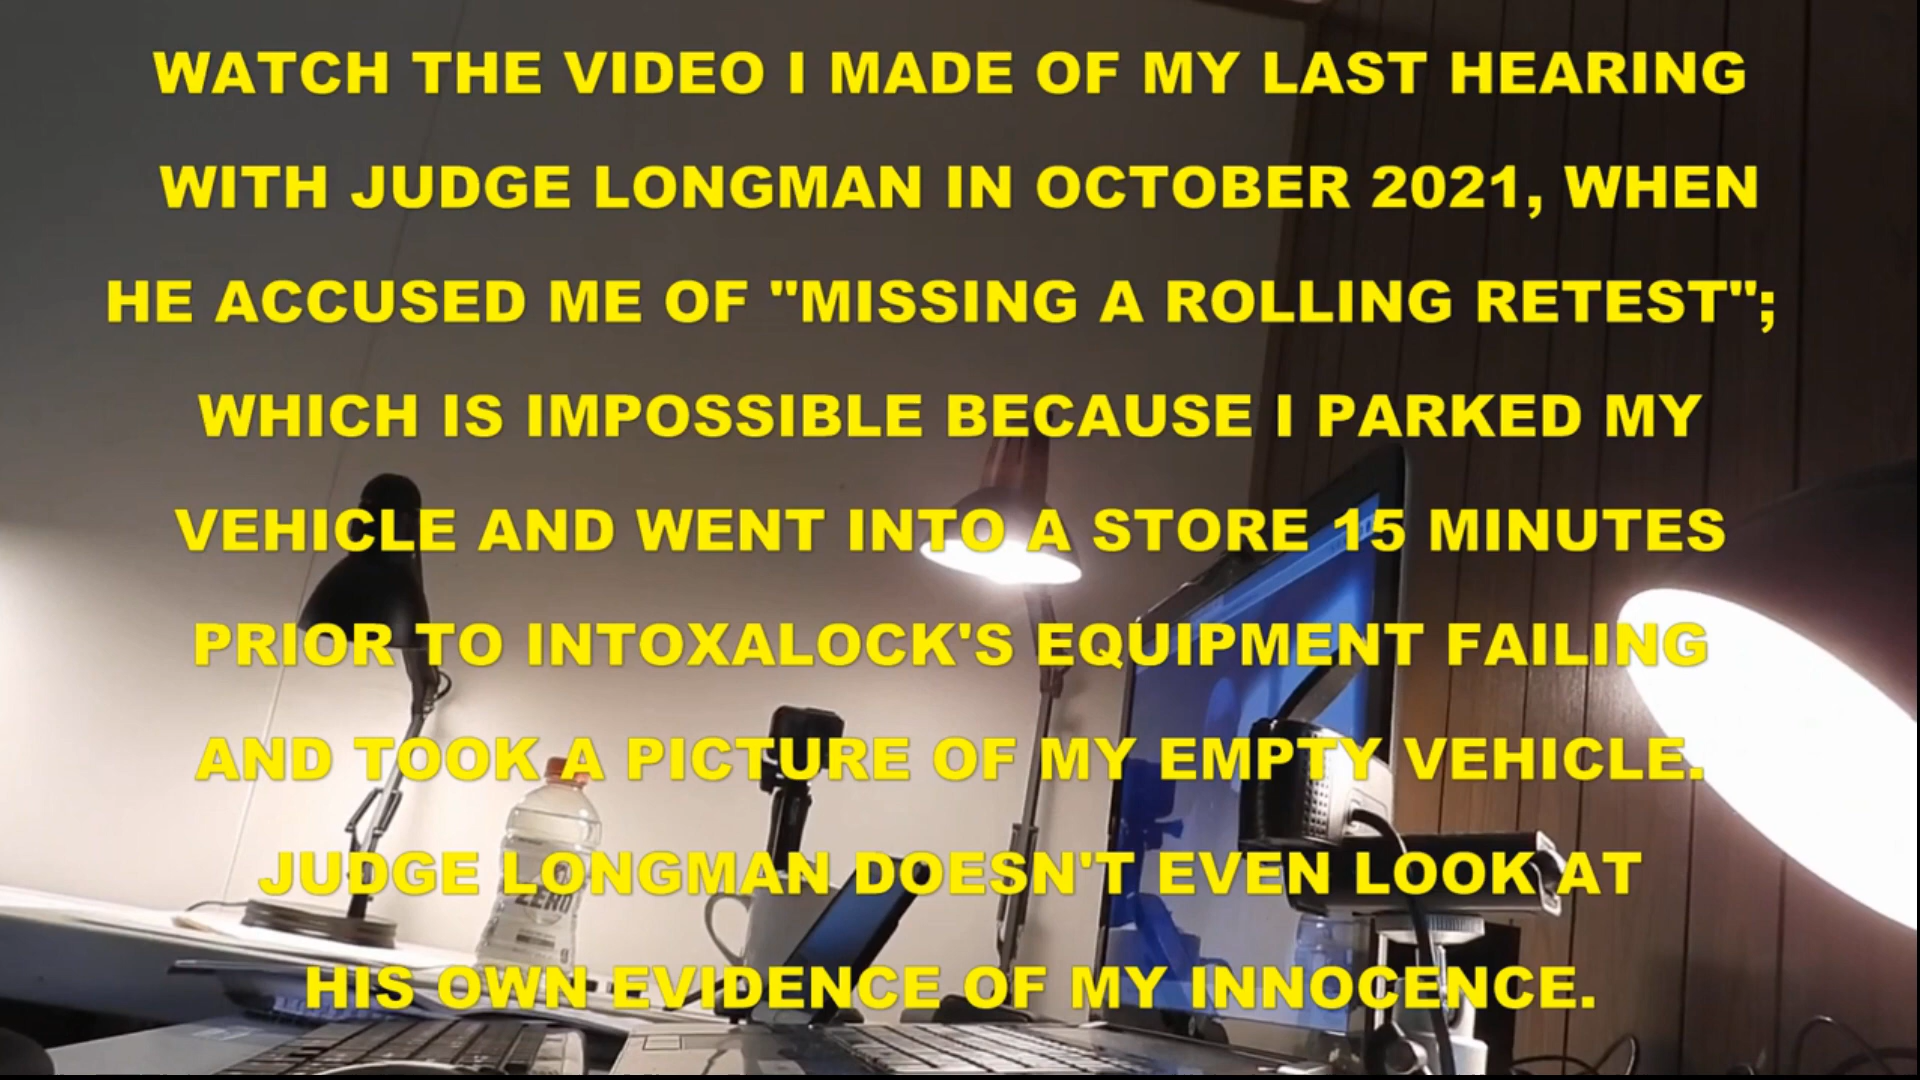 WATCH THE VIDEO I MADE OF MY LAST HEARING
WITH JUDGE LONGMAN IN OCTOBER 2021, WHEN
HE ACCUSED ME OF "MISSING A ROLLING RETEST";
WHICH IS IMPOSSIBLE BECAUSE I PARKED MY
VEHICLE AND WENT INTO A STORE 15 MINUTES
PRIOR TO INTOXALOCK'S EQUIPMENT FAILING
AND TOOK A PICTURE OF MY EMPTY VEHICLE.
JUDGE LONGMAN DOESN'T EVEN LOOK AT
HIS OWN EVIDENCE OF MY INNOCENCE.
ZERO